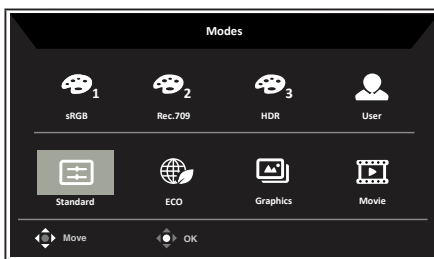 Modes
1 2 3
sRGB Rec.709 HDR User
Standard ECO Graphics Movie
Move OK